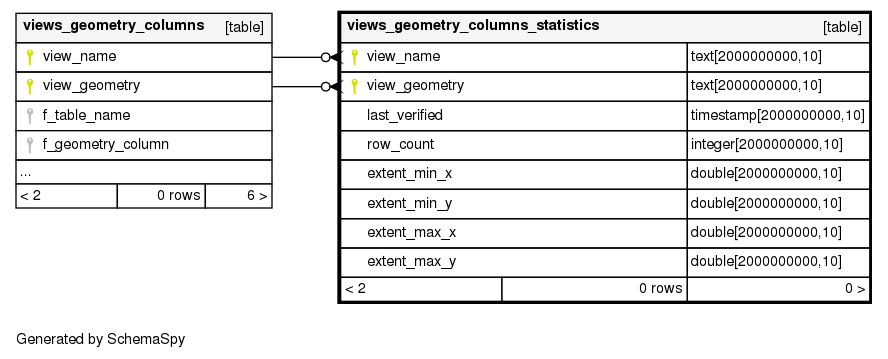 views_geometry_columns [table]
view_name
view_geometry
f_table_name
f_geometry_column
...
< 2 0 rows 6 >
views_geometry_columns_statistics [table]
view_name text[2000000000,10]
view_geometry text[2000000000,10]
last_verified timestamp[2000000000,10]
row_count integer[2000000000,10]
extent_min_x double[2000000000,10]
extent_min_y double[2000000000,10]
extent_max_x double[2000000000,10]
extent_max_y double[2000000000,10]
< 2 0 rows 0 >
Generated by SchemaSpy